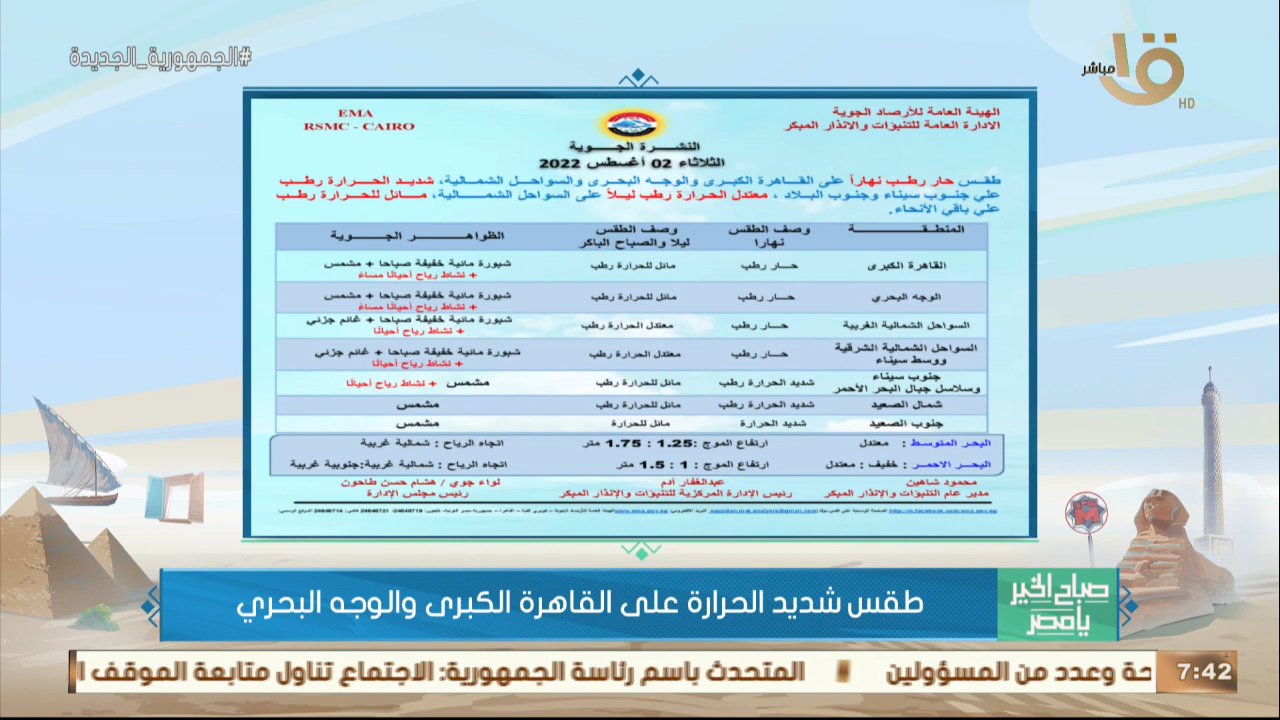 #الجمهورية_الجديدة
مباشر
HD
EMA
RSMC - CAIRO
الهيئة العامة للأرصاد الجوية
الادارة العامة للتنبؤات والانذار المبكر
النشـــرة الجـــوية
الثلاثاء 02 أغسطس 2022
طقس حار رطب نهاراً على القاهرة الكبرى والوجه البحرى والسواحل الشمالية، شديد الحرارة رطب
علي جنوب سيناء وجنوب البلاد ، معتدل الحرارة رطب ليلاً على السواحل الشمالية، مائل للحرارة رطب
علي باقي الأنحاء.
المنطقة وصف الطقس نهارا وصف الطقس ليلا والصباح الباكر الظواهر الجوية
القاهرة الكبرى حار رطب مائل للحرارة رطب شبورة مائية خفيفة صباحا + مشمس
+ نشاط رياح أحيانا مساءً
الوجه البحري حار رطب مائل للحرارة رطب شبورة مائية خفيفة صباحا + مشمس
+ نشاط رياح أحيانا مساءً
السواحل الشمالية الغربية حار رطب معتدل الحرارة رطب شبورة مائية خفيفة صباحا + غائم جزئي
+ نشاط رياح أحيانا
السواحل الشمالية الشرقية ووسط سيناء حار رطب معتدل الحرارة رطب شبورة مائية خفيفة صباحا + غائم جزئي
+ نشاط رياح أحيانا
جنوب سيناء وسلاسل جبال البحر الأحمر شديد الحرارة رطب مائل للحرارة رطب مشمس + نشاط رياح أحيانا
شمال الصعيد شديد الحرارة رطب مائل للحرارة رطب مشمس
جنوب الصعيد شديد الحرارة مائل للحرارة مشمس
البحر المتوسط : معتدل ارتفاع الموج :1.25 : 1.75 متر اتجاه الرياح : شمالية غربية
البحر الاحمر : خفيف : معتدل ارتفاع الموج : 1 : 1.5 متر اتجاه الرياح : شمالية غربية:جنوبية غربية
محمود شاهين عبدالغفار أدم لواء جوي / هشام حسن طاحون
مدير عام التنبؤات والإنذار المبكر رئيس الإدارة المركزية للتنبؤات والإنذار المبكر رئيس مجلس الإدارة
صباح الخير
يا مصر
طقس شديد الحرارة على القاهرة الكبرى والوجه البحري
7:42 حة وعدد من المسؤولين المتحدث باسم رئاسة الجمهورية: الاجتماع تناول متابعة الموقف